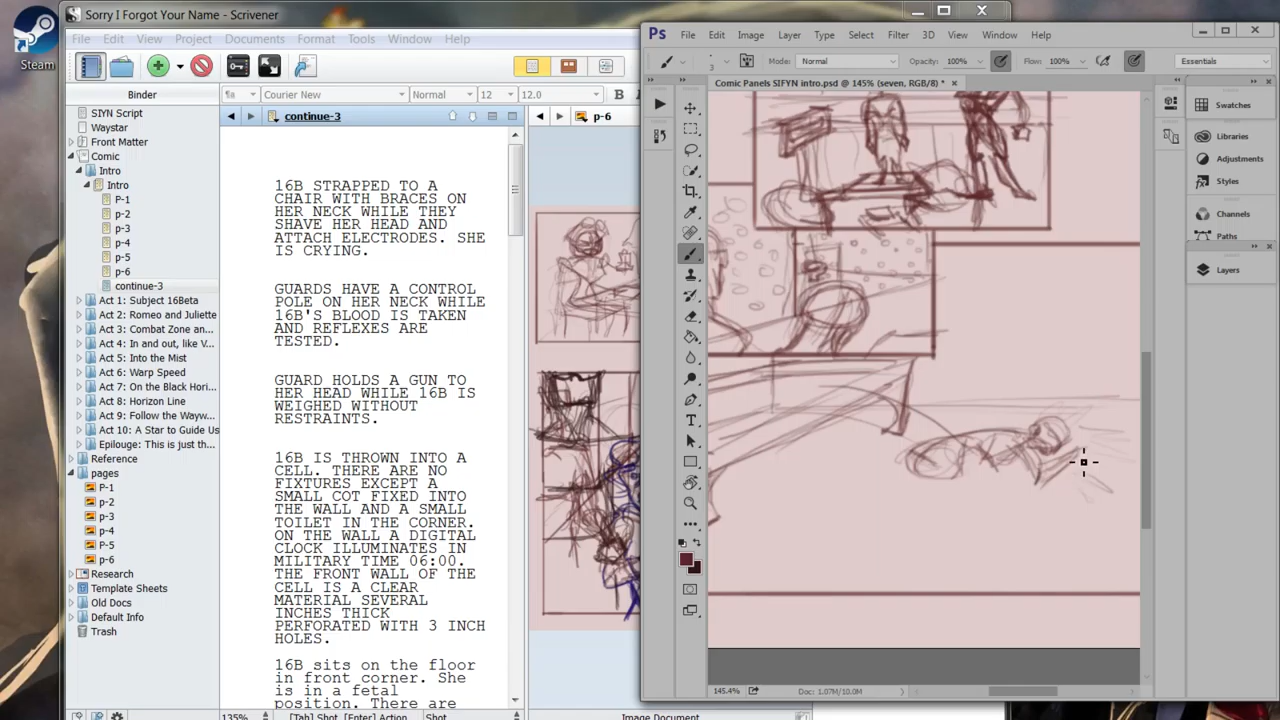 Steam
Sorry I Forgot Your Name - Scrivener
File Edit View Project Documents Format Tools Window Help
Binder
Courier New Normal 12 12.0 B
SIYN Script
Waystar
Front Matter
Comic
Intro
Intro
P-1
p-2
p-3
p-4
p-5
p-6
continue-3
Act 1: Subject 16Beta
Act 2: Romeo and Juliette
Act 3: Combat Zone an...
Act 4: In and out, like V...
Act 5: Into the Mist
Act 6: Warp Speed
Act 7: On the Black Hori...
Act 8: Horizon Line
Act 9: Follow the Wayw...
Act 10: A Star to Guide Us
Epilouge: This is just th...
Reference
pages
P-1
p-2
p-3
p-4
P-5
p-6
Research
Template Sheets
Old Docs
Default Info
Trash
continue-3
16B STRAPPED TO A
CHAIR WITH BRACES ON
HER NECK WHILE THEY
SHAVE HER HEAD AND
ATTACH ELECTRODES. SHE
IS CRYING.
GUARDS HAVE A CONTROL
POLE ON HER NECK WHILE
16B'S BLOOD IS TAKEN
AND REFLEXES ARE
TESTED.
GUARD HOLDS A GUN TO
HER HEAD WHILE 16B IS
WEIGHED WITHOUT
RESTRAINTS.
16B IS THROWN INTO A
CELL. THERE ARE NO
FIXTURES EXCEPT A
SMALL COT FIXED INTO
THE WALL AND A SMALL
TOILET IN THE CORNER.
ON THE WALL A DIGITAL
CLOCK ILLUMINATES IN
MILITARY TIME 06:00.
THE FRONT WALL OF THE
CELL IS A CLEAR
MATERIAL SEVERAL
INCHES THICK
PERFORATED WITH 3 INCH
HOLES.
16B sits on the floor
in front corner. She
is in a fetal
position. There are
135% [Tab] Shot, [Enter] Action Shot
p-6
Image Document
Ps File Edit Image Layer Type Select Filter 3D View Window Help
3 Mode: Normal Opacity: 100% Flow: 100% Essentials
Comic Panels SIFYN intro.psd @ 145% (seven, RGB/8) *
T
145.4% Doc: 1.07M/10.0M
Swatches
Libraries
Adjustments
Styles
Channels
Paths
Layers